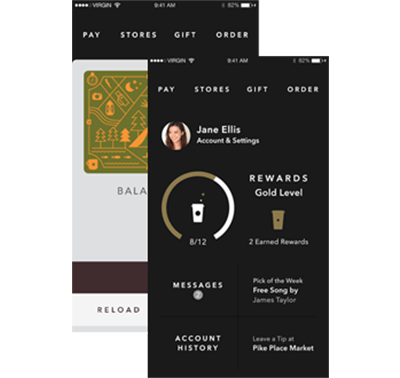 VIRGIN 9:41 AM 82%
PAY STORES GIFT ORDER
BALA
RELOAD
VIRGIN 9:41 AM 82%
PAY STORES GIFT ORDER
Jane Ellis
Account & Settings
REWARDS
Gold Level
8/12
2 Earned Rewards
MESSAGES
2
Pick of the Week
Free Song by
James Taylor
ACCOUNT
HISTORY
Leave a Tip at
Pike Place Market